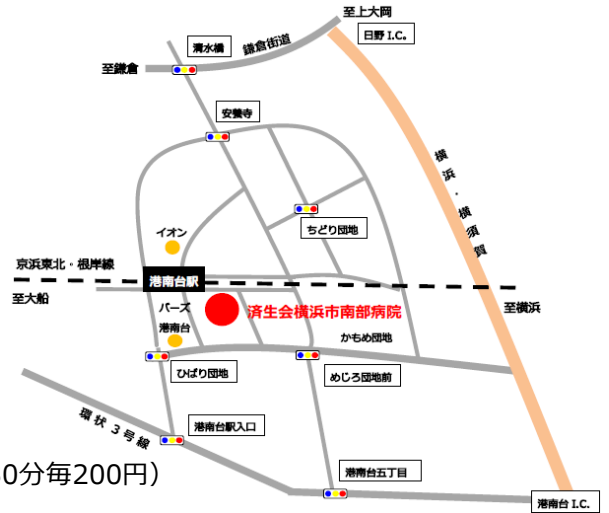 至上大岡
日野 I.C.
清水橋
鎌倉街道
至鎌倉
安養寺
横浜・横須賀
ちどり団地
イオン
京浜東北・根岸線
港南台駅
至大船
至横浜
バーズ
港南台
済生会横浜市南部病院
かもめ団地
ひばり団地
めじろ団地前
環状 3 号線
港南台駅入口
0分毎200円）
港南台五丁目
港南台 I.C.